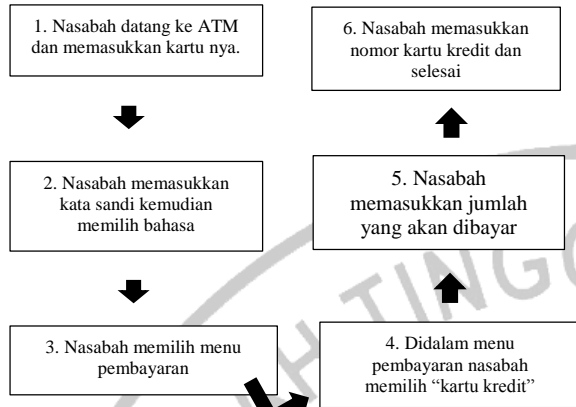 1. Nasabah datang ke ATM
dan memasukkan kartu nya.
2. Nasabah memasukkan
kata sandi kemudian
memilih bahasa
3. Nasabah memilih menu
pembayaran
4. Didalam menu
pembayaran nasabah
memilih “kartu kredit”
5. Nasabah
memasukkan jumlah
yang akan dibayar
6. Nasabah memasukkan
nomor kartu kredit dan
selesai